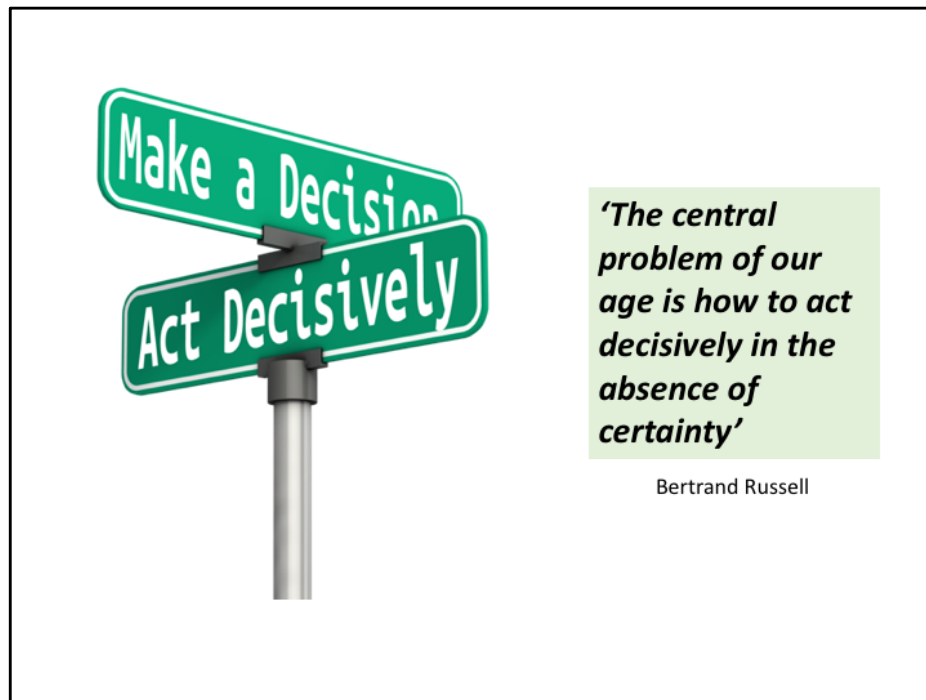 Make a Decision
Act Decisively
‘The central
problem of our
age is how to act
decisively in the
absence of
certainty’
Bertrand Russell